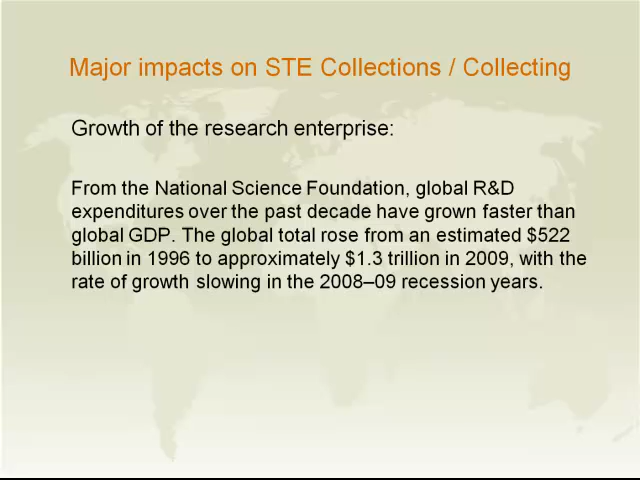 Major impacts on STE Collections / Collecting
Growth of the research enterprise:
From the National Science Foundation, global R&D
expenditures over the past decade have grown faster than
global GDP. The global total rose from an estimated $522
billion in 1996 to approximately $1.3 trillion in 2009, with the
rate of growth slowing in the 2008–09 recession years.